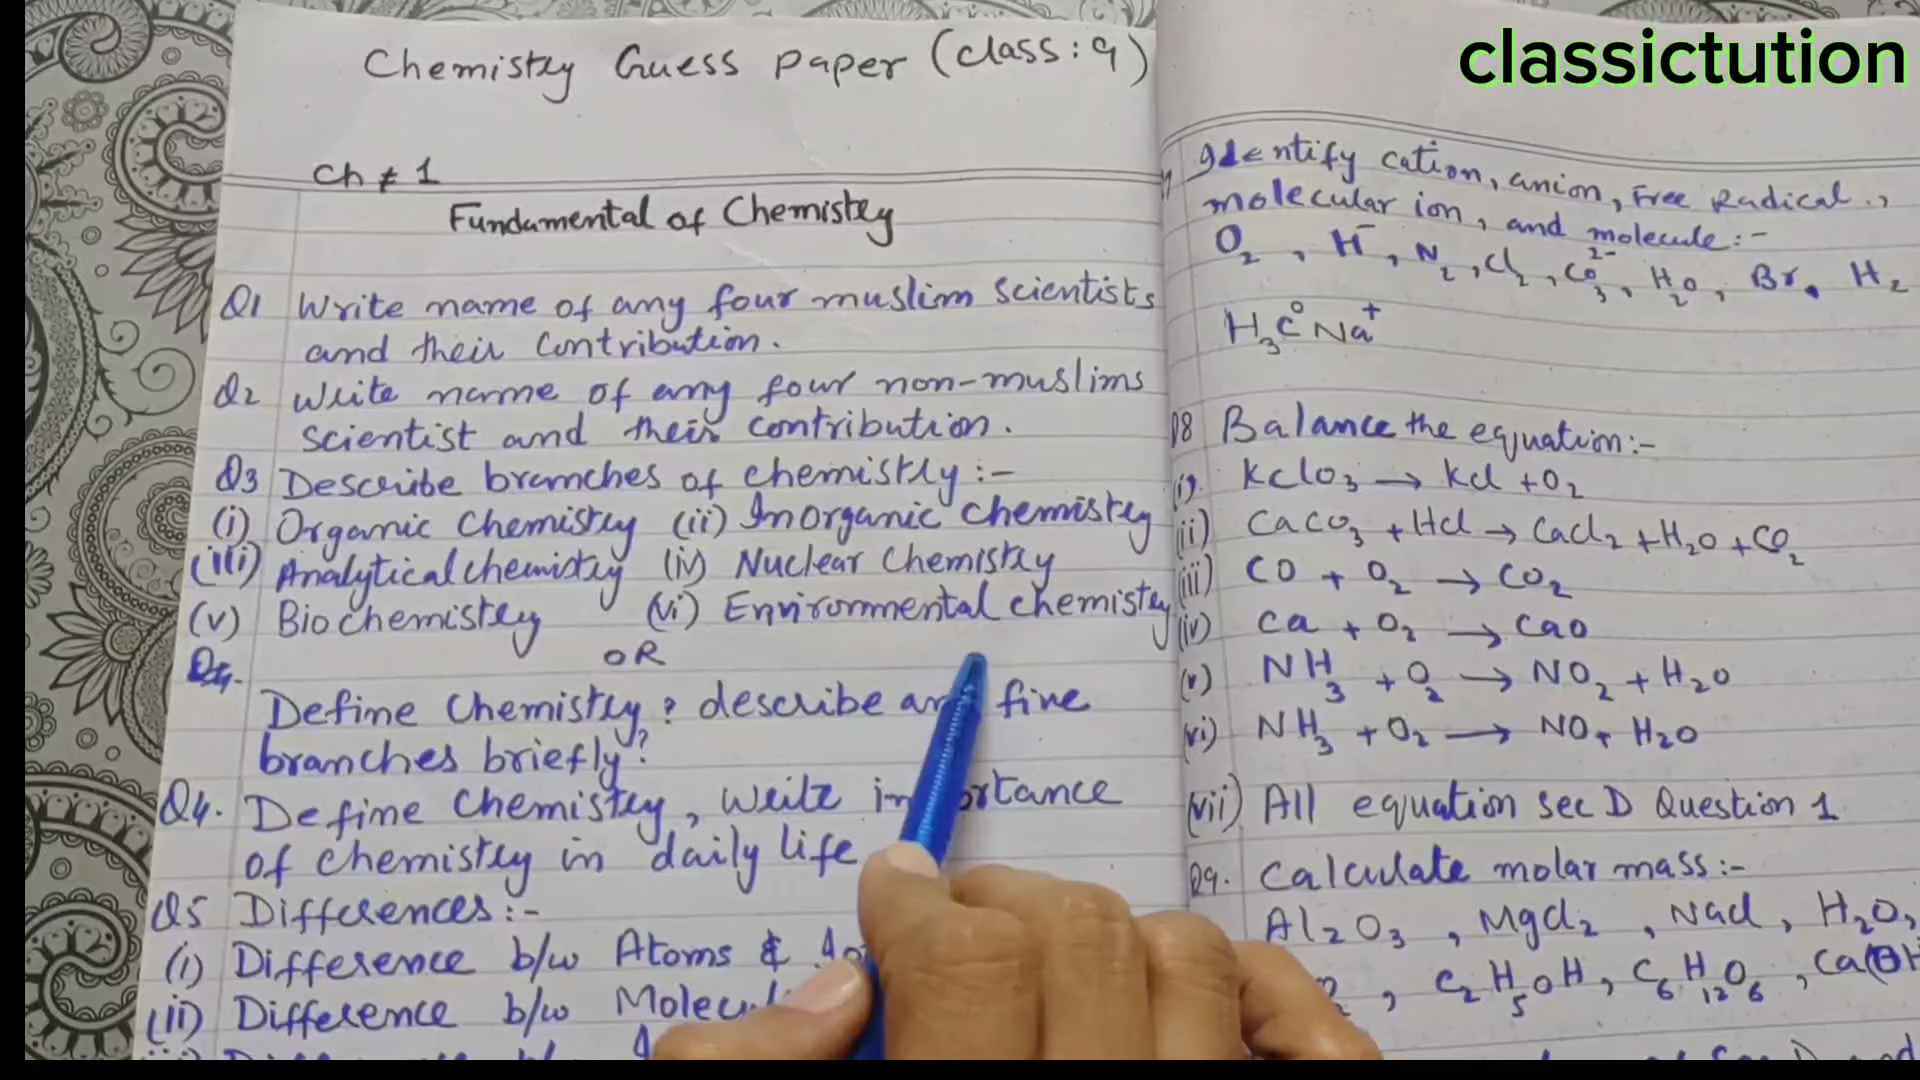 classictution
Chemistry Guess Paper (class: 9)
Ch # 1
Fundamental of Chemistry
Q1 Write name of any four muslim scientists
and their contribution.
Q2 Write name of any four non-muslims
scientist and their contribution.
Q3 Describe branches of chemistry :-
(i) Organic Chemistry (ii) Inorganic chemistry
(iii) Analytical chemistry (iv) Nuclear Chemistry
(v) Biochemistry (vi) Environmental chemistry
OR
Define Chemistry? describe five
branches briefly?
Q4. Define Chemistry, Write
of chemistry in daily life
Q5 Differences :-
(i) Difference b/w Atoms &
(ii) Difference b/w
Identify cation, anion, Free Radical,
molecular ion, and molecule :-
O₂, H⁻, N₂, Cl₂, CO₃²⁻, H₂O, Br, H₂
H₃C° Na⁺
Q8 Balance the equation :-
(i). KClO₃ → KCl + O₂
(ii) CaCO₃ + HCl → CaCl₂ + H₂O + CO₂
(iii) CO + O₂ → CO₂
(iv) Ca + O₂ → CaO
(v) NH₃ + O₂ → NO₂ + H₂O
(vi) NH₃ + O₂ → NO + H₂O
(vii) All equation sec D Question 1
Q9. Calculate molar mass :-
Al₂O₃, MgCl₂, NaCl, H₂O,
, C₂H₅OH, C₆H₁₂O₆, Ca(OH